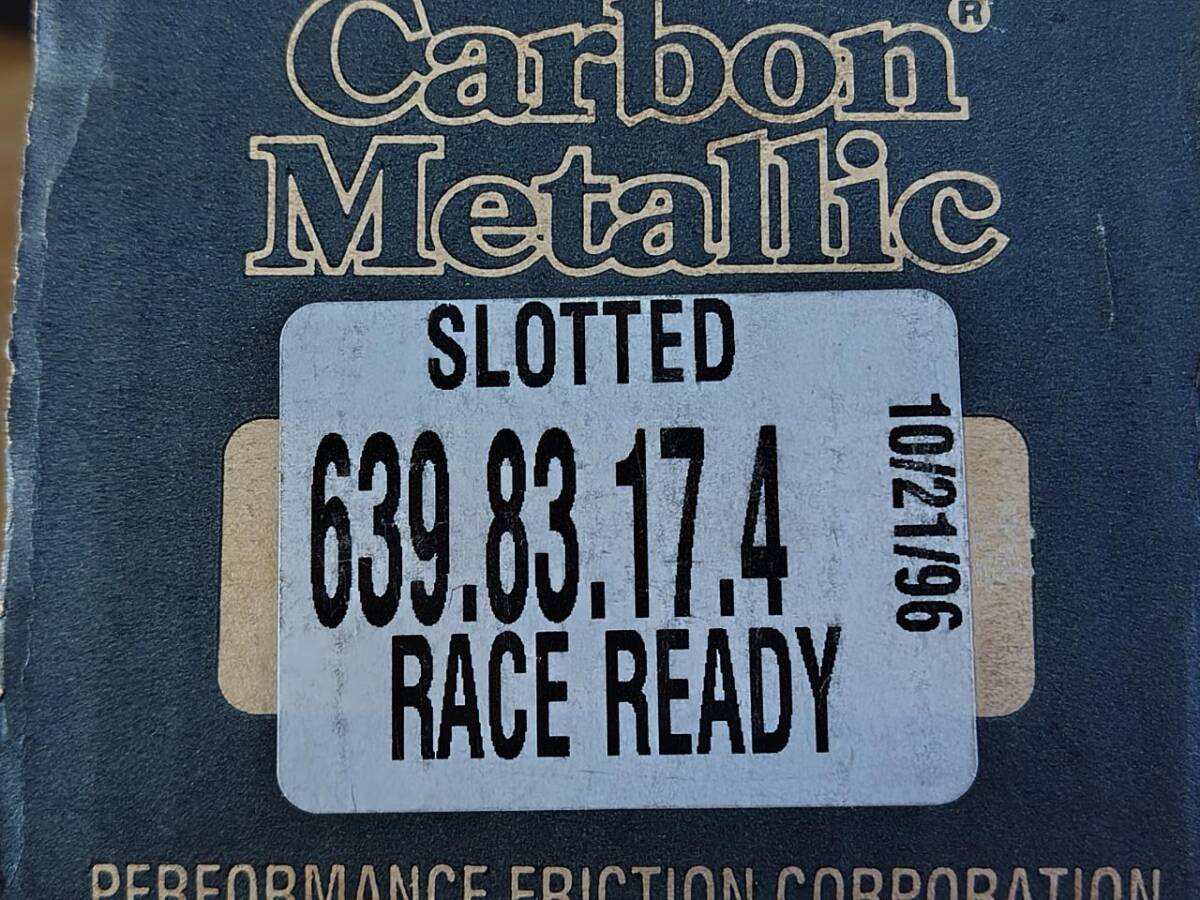 Carbon®
Metallic
SLOTTED
639.83.17.4
10/21/96
RACE READY
PERFORMANCE FRICTION CORPORATION